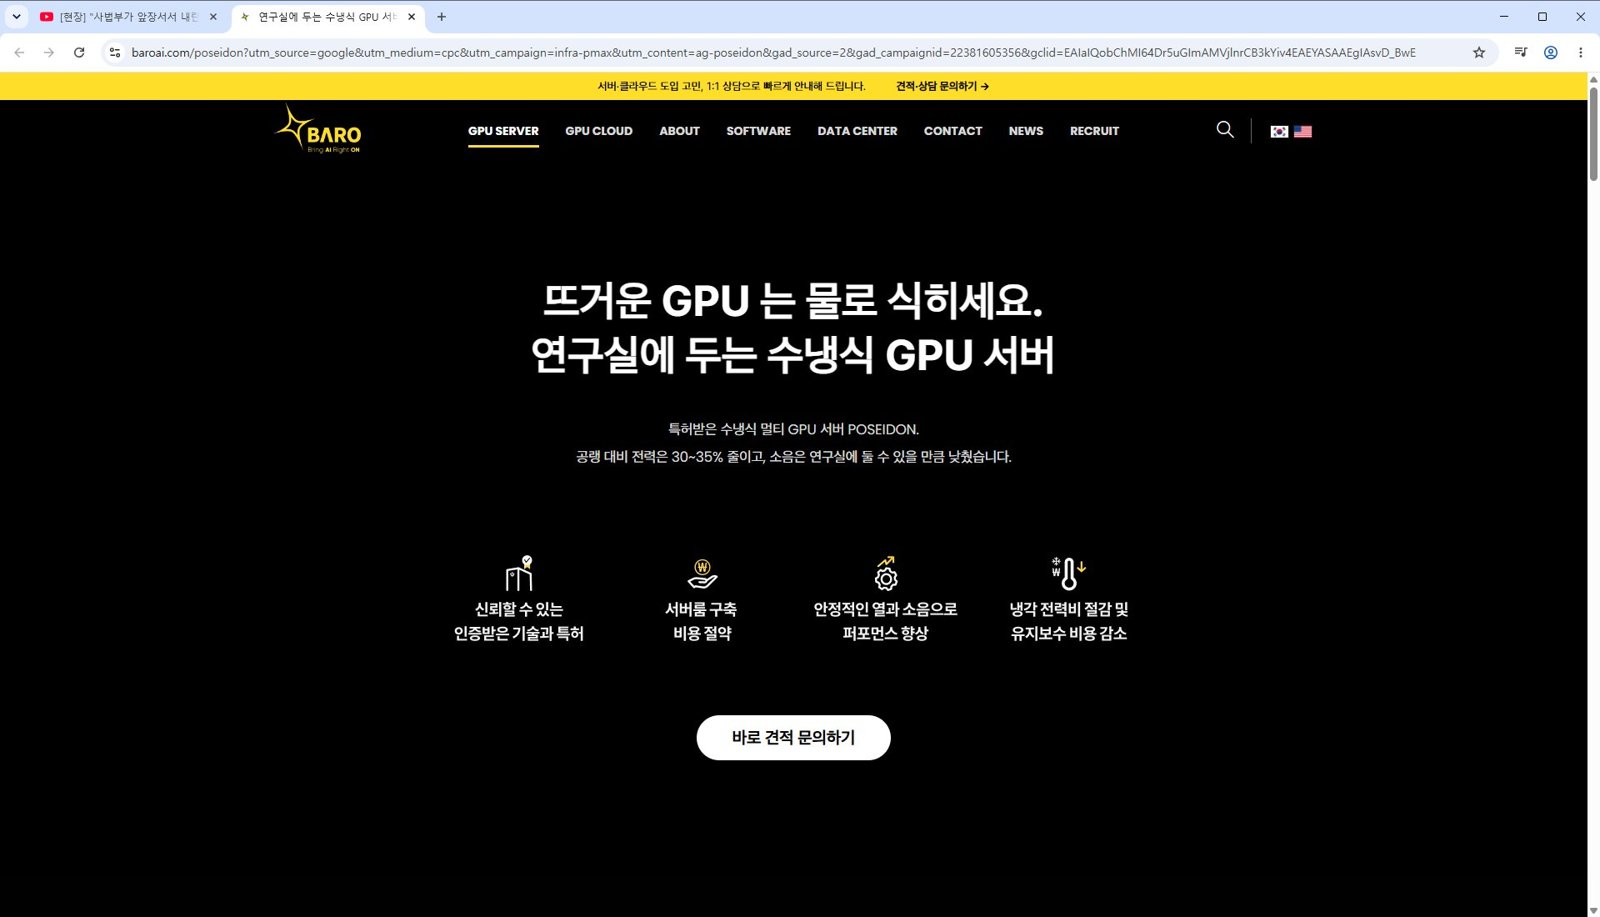 [현장] "사법부가 앞장서서 내란
연구실에 두는 수냉식 GPU 서버
baroai.com/poseidon?utm_source=google&utm_medium=cpc&utm_campaign=infra-pmax&utm_content=ag-poseidon&gad_source=2&gad_campaignid=22381605356&gclid=EAIaIQobChMI64Dr5uGImAMVjlnrCB3kYiv4EAEYASAAEgIAsvD_BwE
서버·클라우드 도입 고민, 1:1 상담으로 빠르게 안내해 드립니다. 견적·상담 문의하기 →
BARO
Bring AI Right ON
GPU SERVER GPU CLOUD ABOUT SOFTWARE DATA CENTER CONTACT NEWS RECRUIT
뜨거운 GPU 는 물로 식히세요.
연구실에 두는 수냉식 GPU 서버
특허받은 수냉식 멀티 GPU 서버 POSEIDON.
공랭 대비 전력은 30~35% 줄이고, 소음은 연구실에 둘 수 있을 만큼 낮췄습니다.
신뢰할 수 있는
인증받은 기술과 특허
서버룸 구축
비용 절약
안정적인 열과 소음으로
퍼포먼스 향상
냉각 전력비 절감 및
유지보수 비용 감소
바로 견적 문의하기